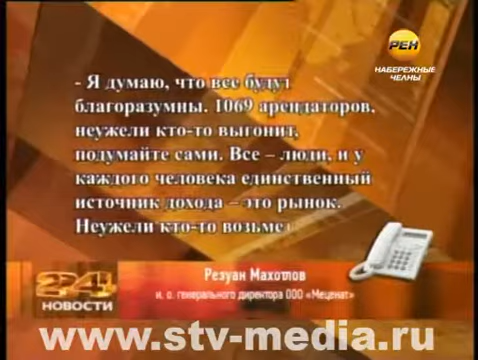 РЕН
НАБЕРЕЖНЫЕ
ЧЕЛНЫ
- Я думаю, что все будут
благоразумны. 1069 арендаторов,
неужели кто-то выгонит,
подумайте сами. Все – люди, и у
каждого человека единственный
источник дохода – это рынок.
Неужели кто-то возьме
24
НОВОСТИ
Резуан Махотлов
и. о. генерального директора ООО «Меценат»
www.stv-media.ru